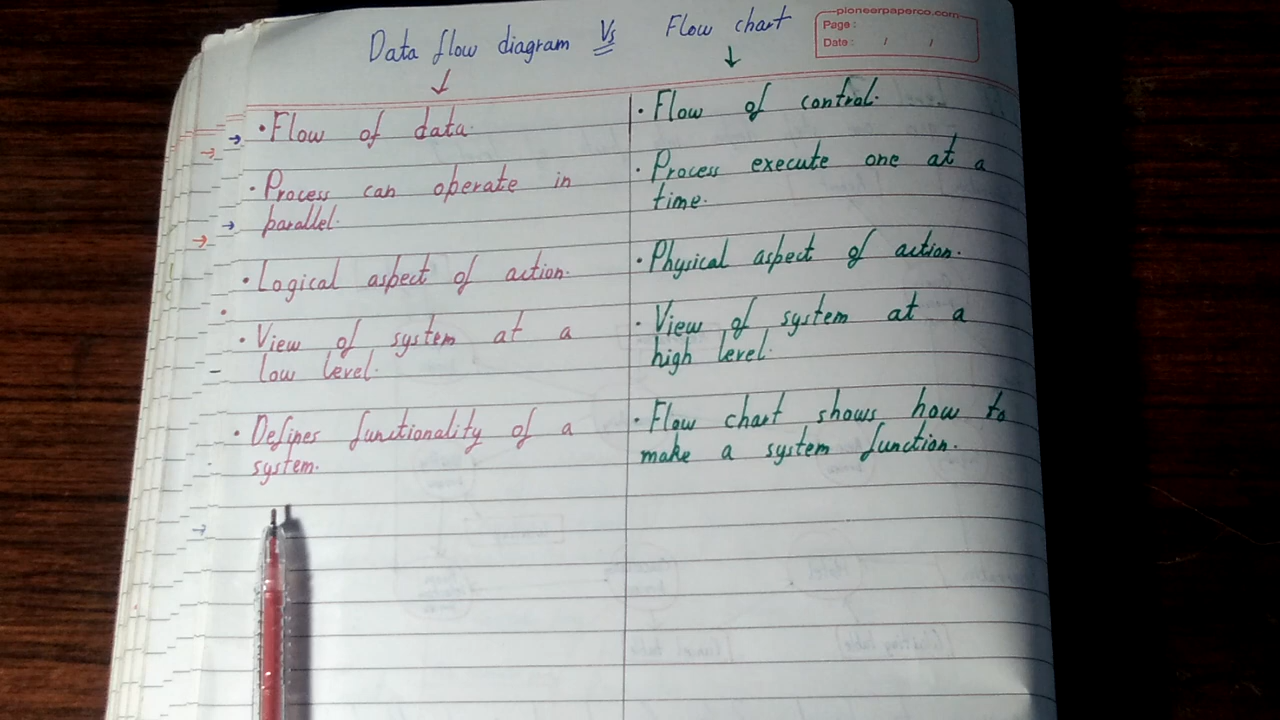 Data flow diagram Vs Flow chart
pioneerpaperco.com
Page :
Date : / /
• Flow of data.
• Process can operate in
parallel.
• Logical aspect of action.
• View of system at a
low level.
• Defines functionality of a
system.
• Flow of control.
• Process execute one at a
time.
• Physical aspect of action.
• View of system at a
high level.
• Flow chart shows how to
make a system function.